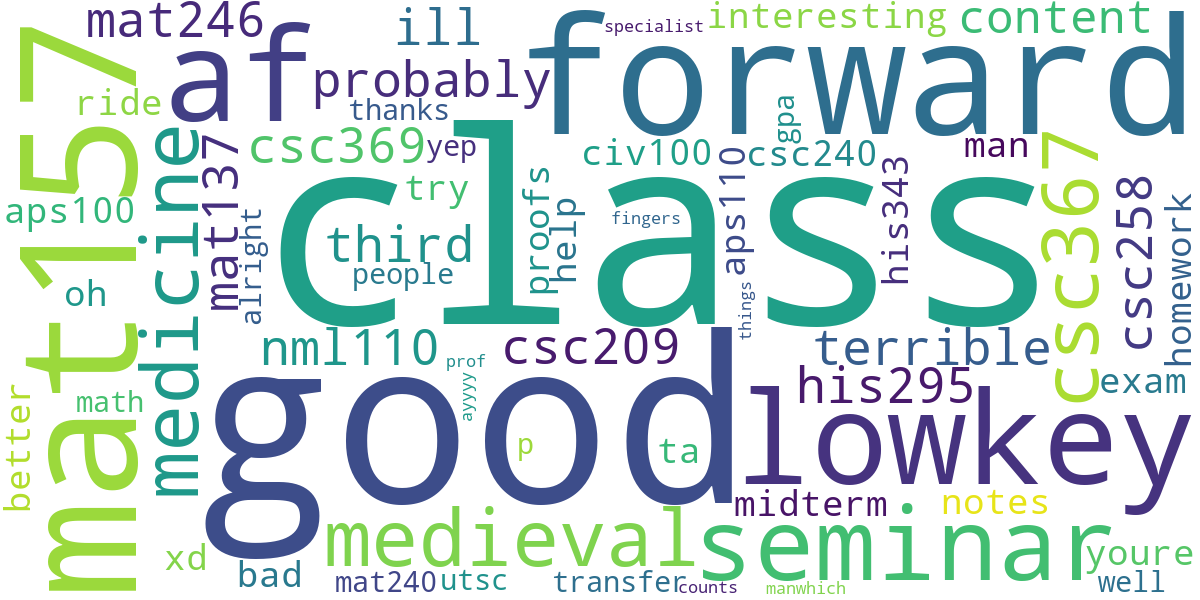 mat246
af
ill
probably
specialist
forward
interesting
content
ride
thanks
mat157
aps100
medicine
mat137
csc369
yep
try
class
civ100
gpa
csc240
man
csc367
csc258
homework
his343
aps110
proofs
help
fingers
third
people
alright
oh
things
nml110
csc209
prof
ayyyy
terrible
his295
exam
better
math
good
p
ta
lowkey
midterm
notes
medieval
seminar
youre
xd
bad
mat240
utsc
transfer
counts
manwhich
well